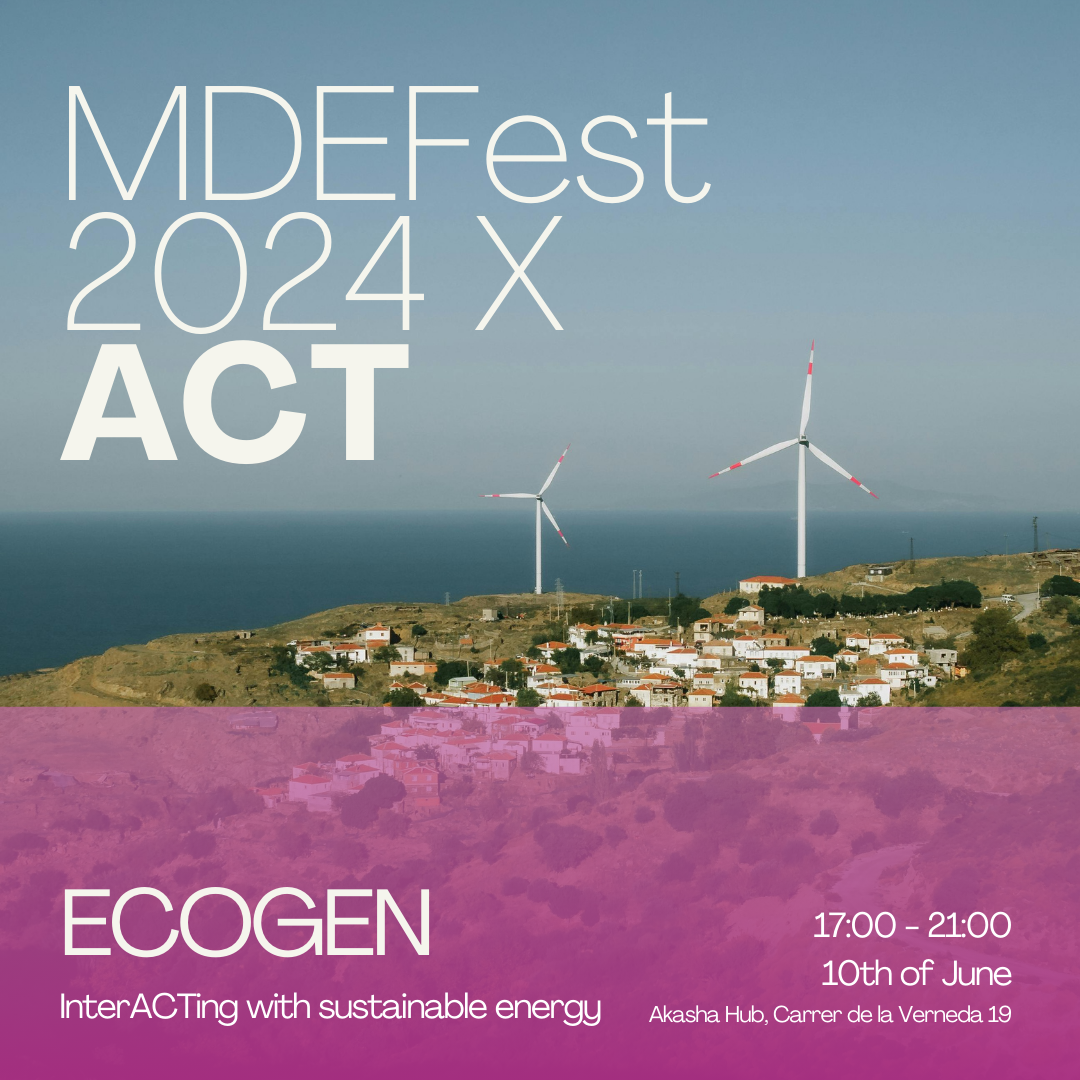 MDEFest
2024 X
ACT
ECOGEN
InterACTing with sustainable energy
17:00 - 21:00
10th of June
Akasha Hub, Carrer de la Verneda 19